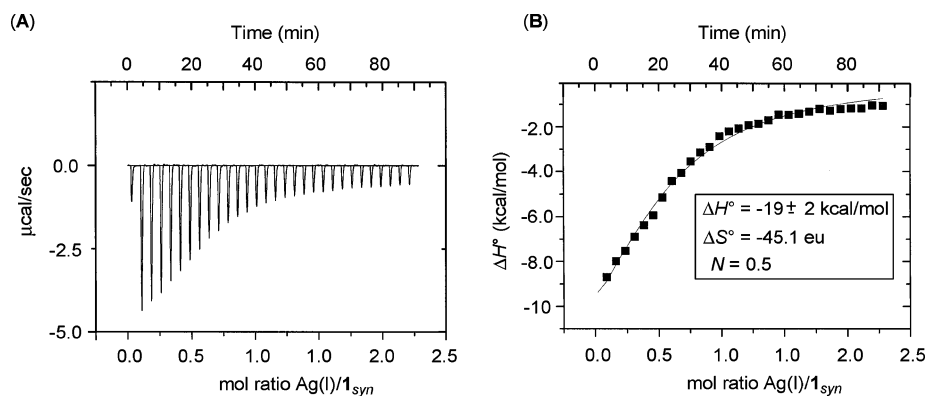 (A)
Time (min)
0 20 40 60 80
0.0
-2.5
-5.0
µcal/sec
0.0 0.5 1.0 1.0 2.0 2.5
mol ratio Ag(I)/1syn
(B)
Time (min)
0 20 40 60 80
-2.0
-4.0
-6.0
-8.0
-10
ΔH° (kcal/mol)
ΔH° = -19 ± 2 kcal/mol
ΔS° = -45.1 eu
N = 0.5
0.0 0.5 1.0 1.0 2.0 2.5
mol ratio Ag(I)/1syn